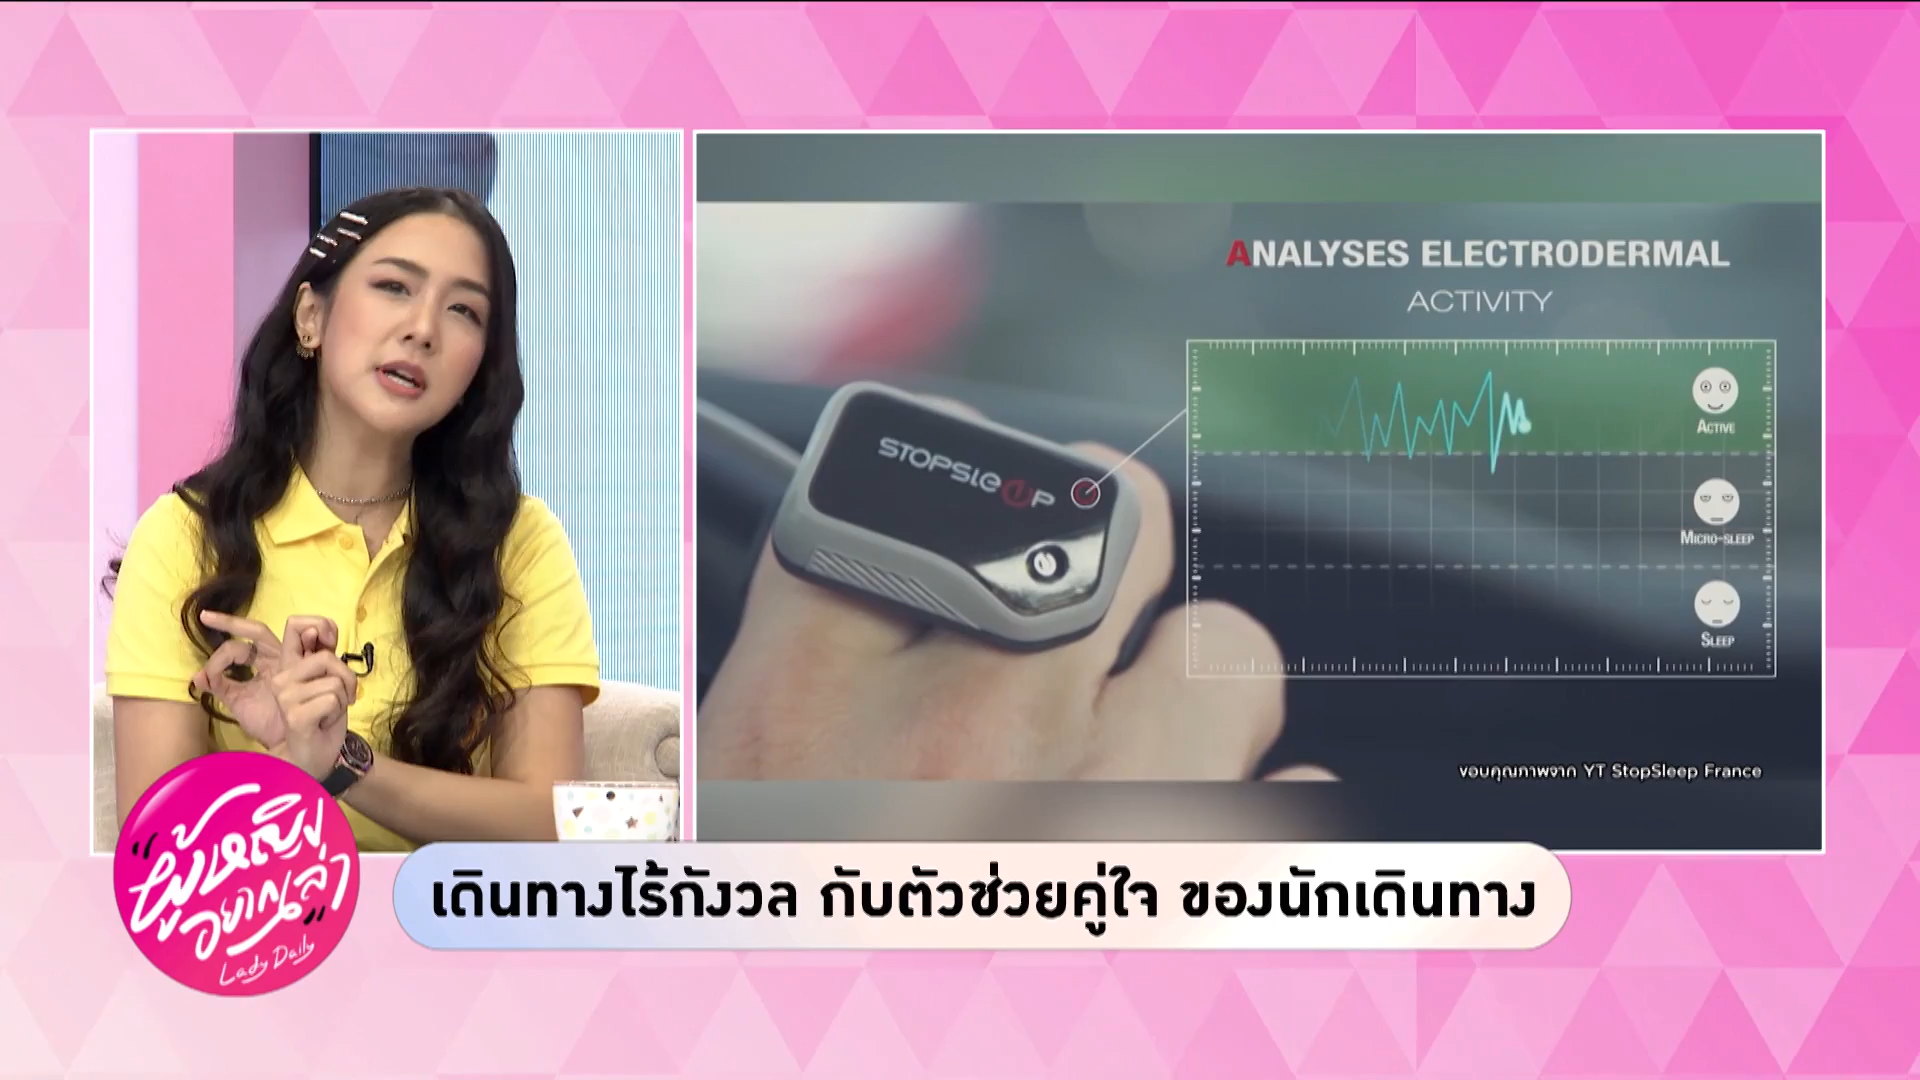 ANALYSES ELECTRODERMAL
ACTIVITY
ACTIVE
MICRO-SLEEP
SLEEP
STOPSLEEP
ขอบคุณภาพจาก YT StopSleep France
"ผู้หญิง
อยากเล่า"
Lady Daily
เดินทางไร้กังวล กับตัวช่วยคู่ใจ ของนักเดินทาง